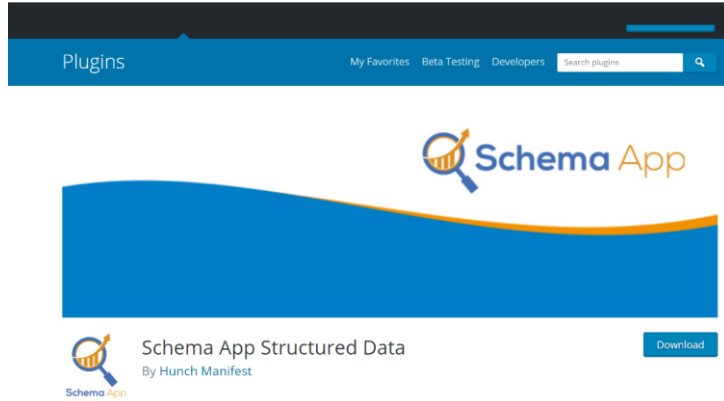 Plugins
My Favorites Beta Testing Developers Search plugins
Schema App
Schema App Structured Data
Download
By Hunch Manifest
Schema App